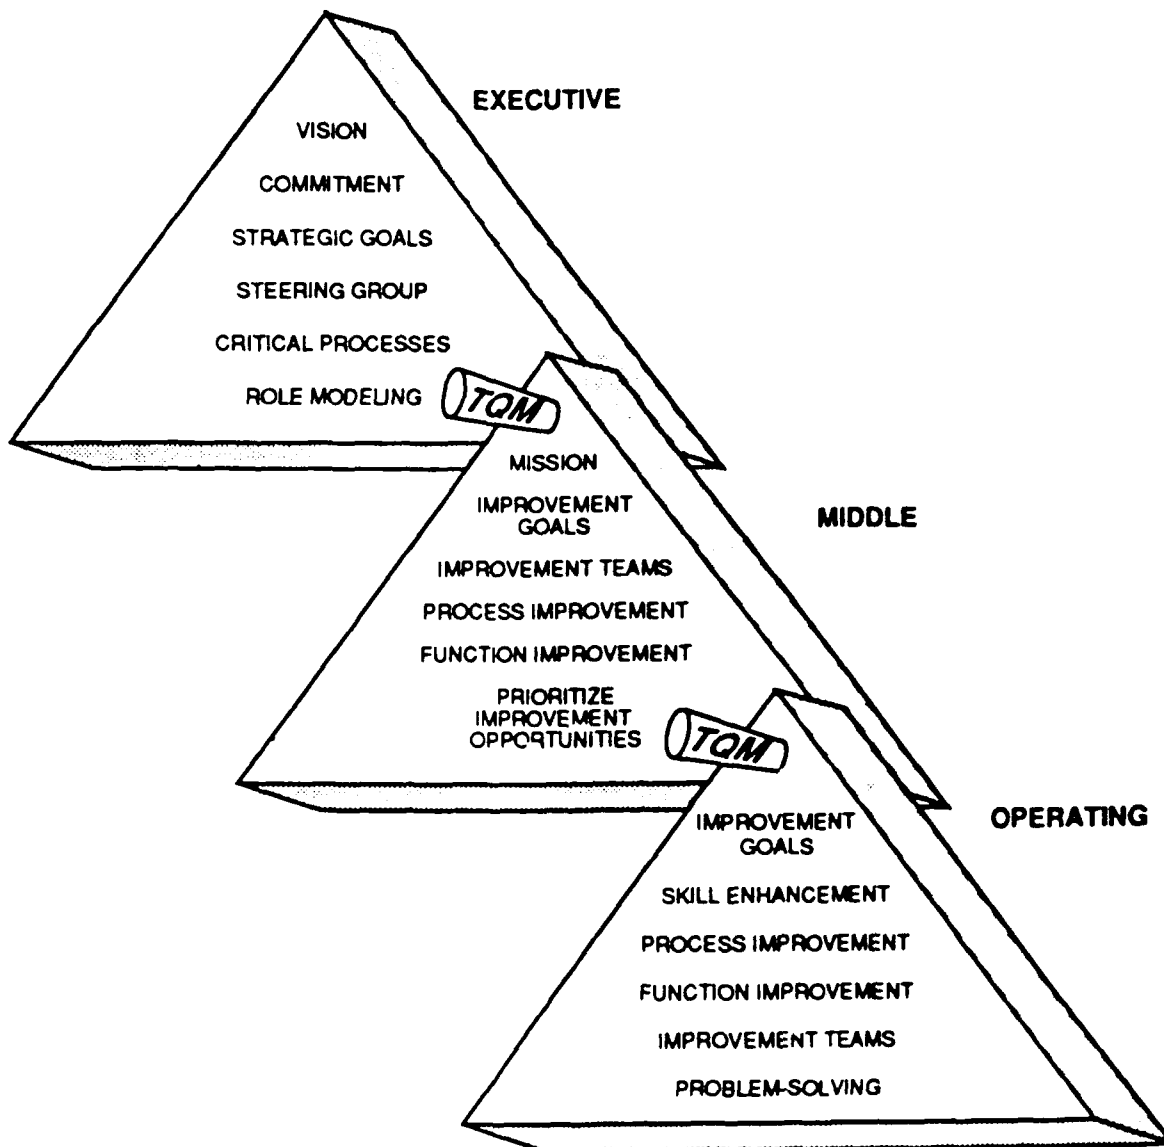 EXECUTIVE
VISION
COMMITMENT
STRATEGIC GOALS
STEERING GROUP
CRITICAL PROCESSES
ROLE MODELING
TQM
MIDDLE
MISSION
IMPROVEMENT
GOALS
IMPROVEMENT TEAMS
PROCESS IMPROVEMENT
FUNCTION IMPROVEMENT
PRIORITIZE
IMPROVEMENT
OPPORTUNITIES
TQM
OPERATING
IMPROVEMENT
GOALS
SKILL ENHANCEMENT
PROCESS IMPROVEMENT
FUNCTION IMPROVEMENT
IMPROVEMENT TEAMS
PROBLEM-SOLVING